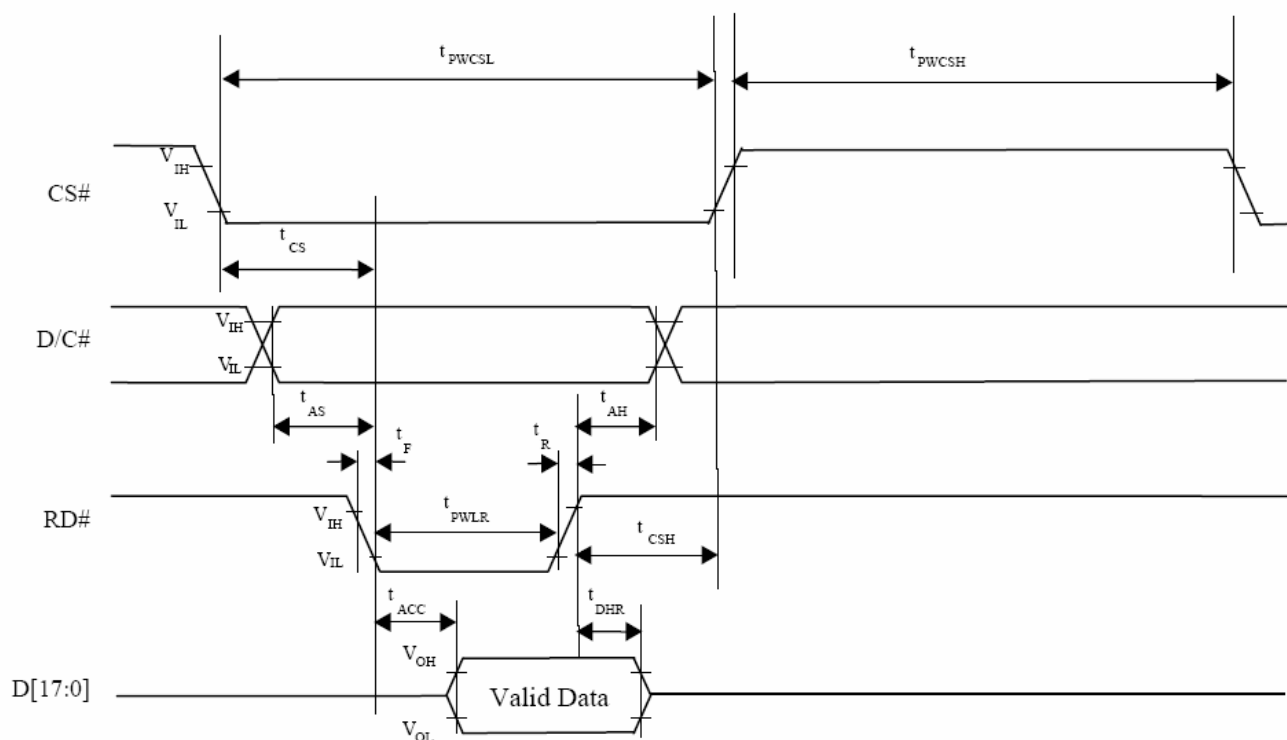 t PWCSL
t PWCSH
CS#
V IH
V IL
t CS
D/C#
V IH
V IL
t AS
t AH
t F
t R
RD#
V IH
V IL
t PWLR
t CSH
t ACC
t DHR
D[17:0]
V OH
Valid Data
V OL